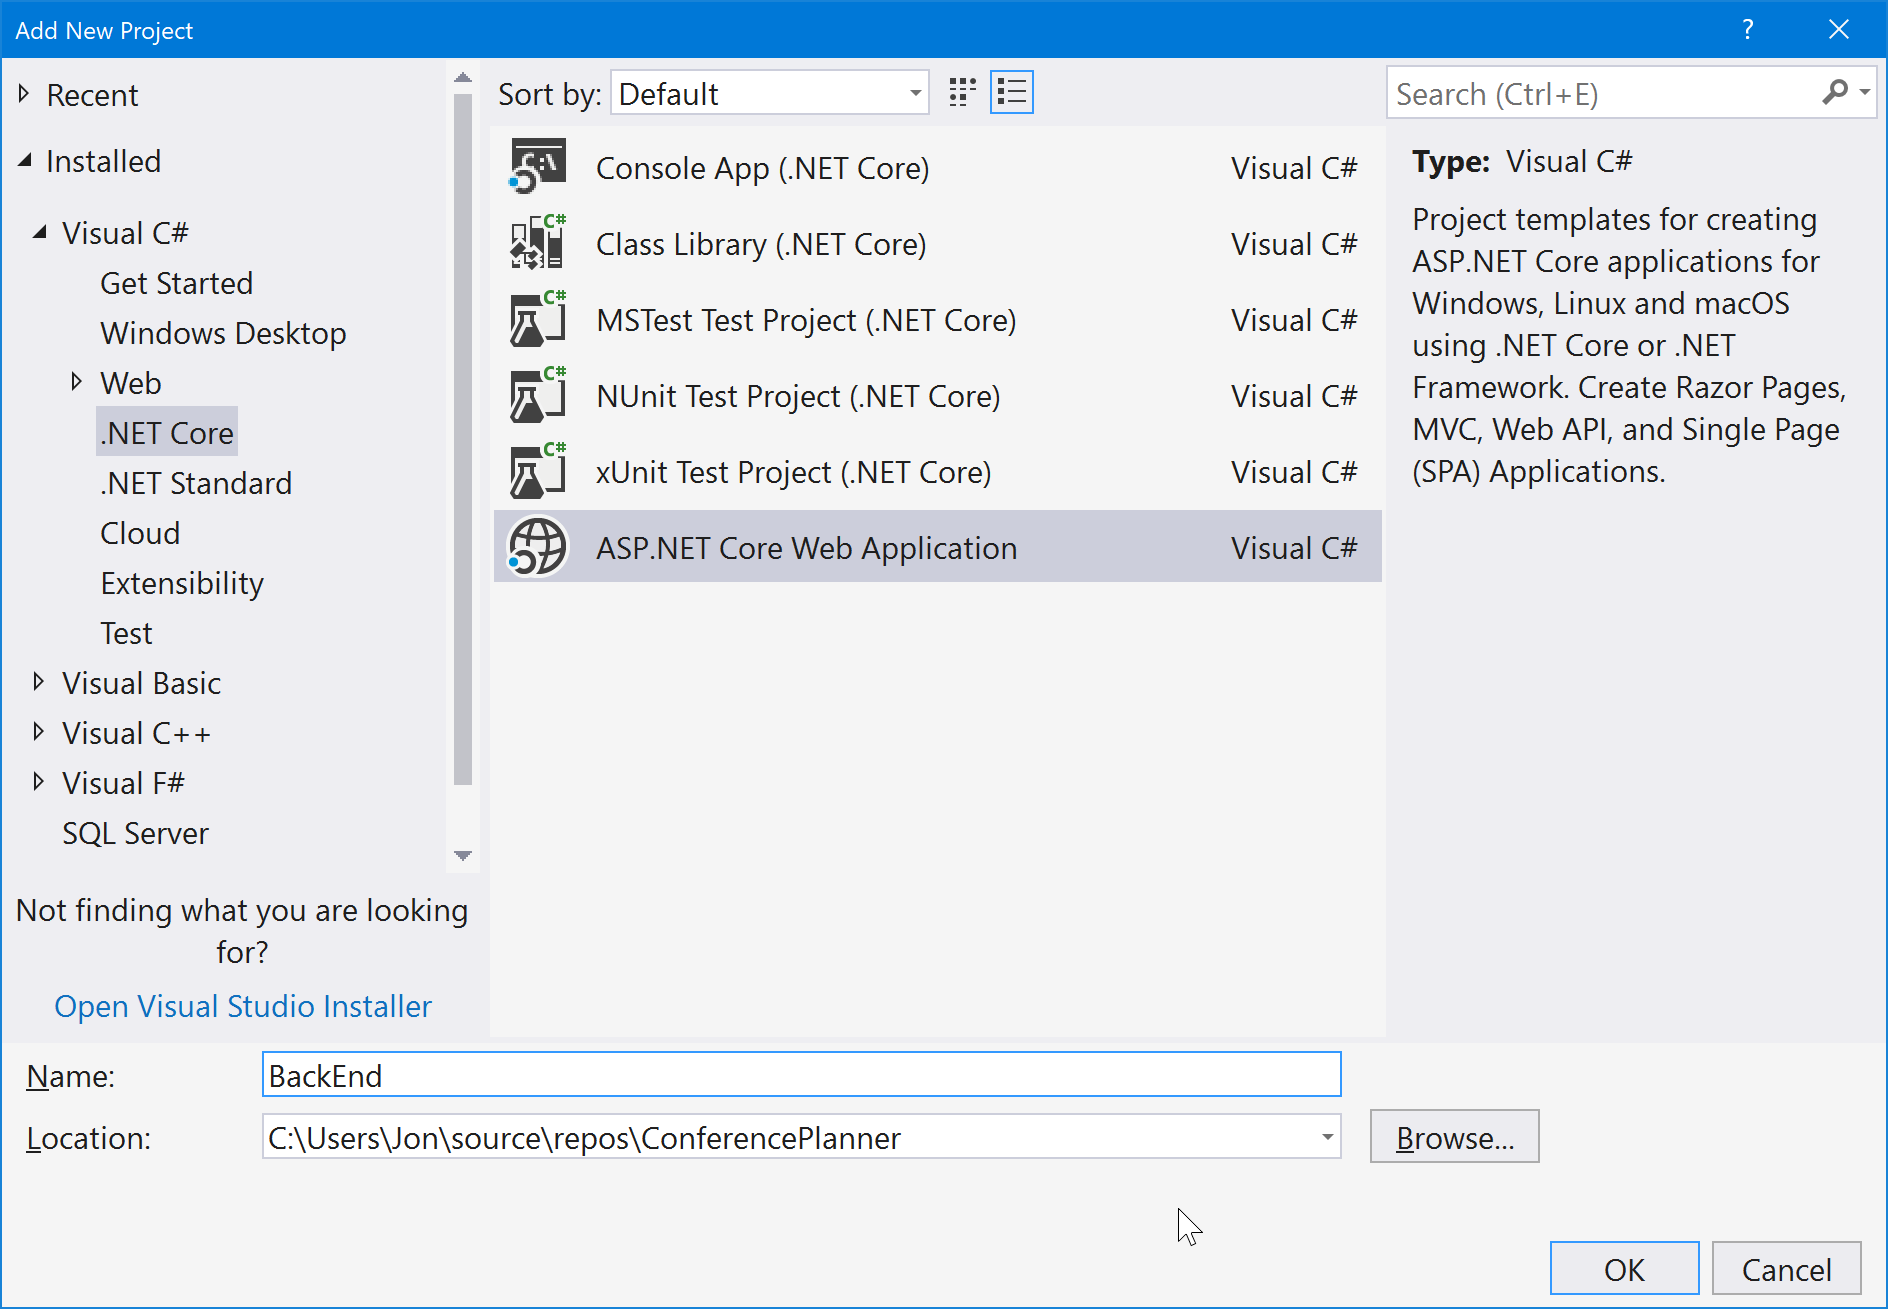 Add New Project
?
Recent
Installed
Visual C#
Get Started
Windows Desktop
Web
.NET Core
.NET Standard
Cloud
Extensibility
Test
Visual Basic
Visual C++
Visual F#
SQL Server
Not finding what you are looking
for?
Open Visual Studio Installer
Sort by: Default
Console App (.NET Core) Visual C#
Class Library (.NET Core) Visual C#
MSTest Test Project (.NET Core) Visual C#
NUnit Test Project (.NET Core) Visual C#
xUnit Test Project (.NET Core) Visual C#
ASP.NET Core Web Application Visual C#
Search (Ctrl+E)
Type: Visual C#
Project templates for creating
ASP.NET Core applications for
Windows, Linux and macOS
using .NET Core or .NET
Framework. Create Razor Pages,
MVC, Web API, and Single Page
(SPA) Applications.
Name: BackEnd
Location: C:\Users\Jon\source\repos\ConferencePlanner
Browse...
OK
Cancel